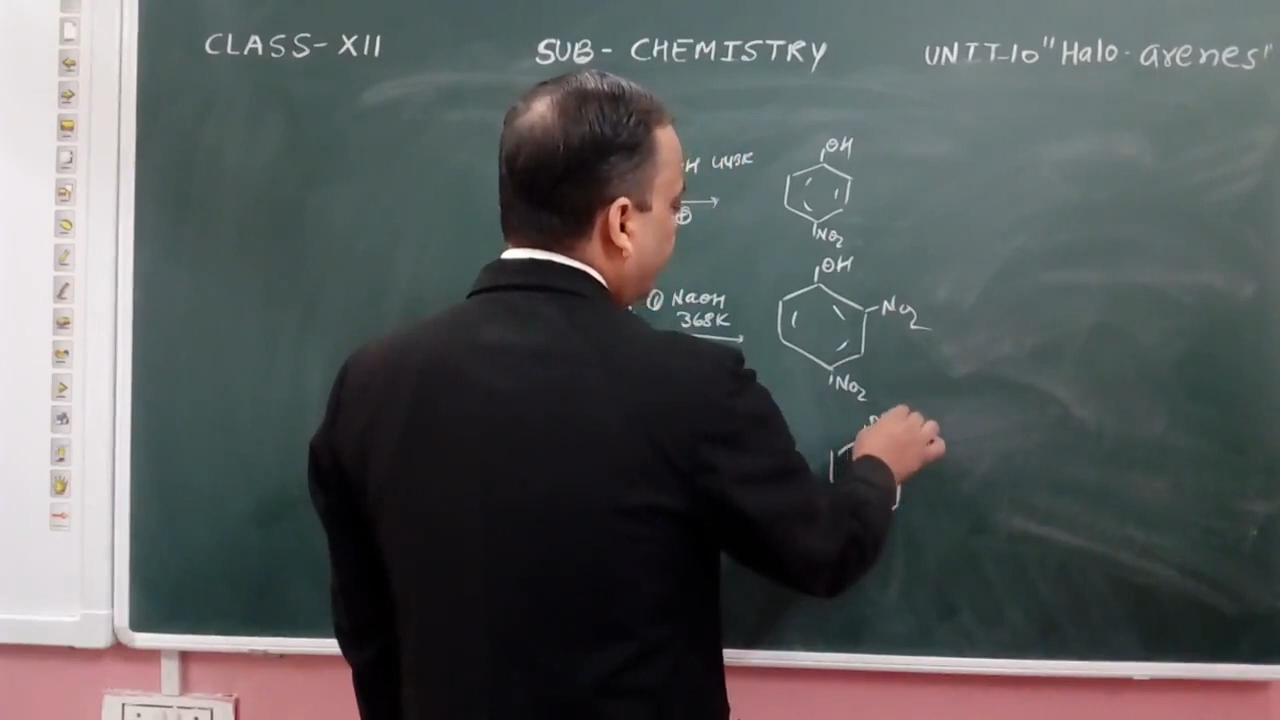 CLASS-XII SUB- CHEMISTRY UNIT-10 "Halo-arenes"
OH
H 443K
NO2
OH
① NaOH
368K
NO2
NO2